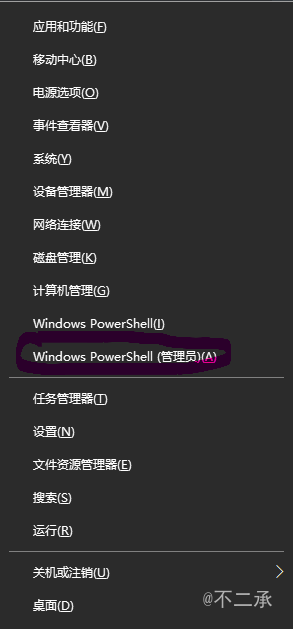 应用和功能(F)
移动中心(B)
电源选项(O)
事件查看器(V)
系统(Y)
设备管理器(M)
网络连接(W)
磁盘管理(K)
计算机管理(G)
Windows PowerShell(I)
Windows PowerShell (管理员)(A)
任务管理器(T)
设置(N)
文件资源管理器(E)
搜索(S)
运行(R)
关机或注销(U)
桌面(D)
@不二承